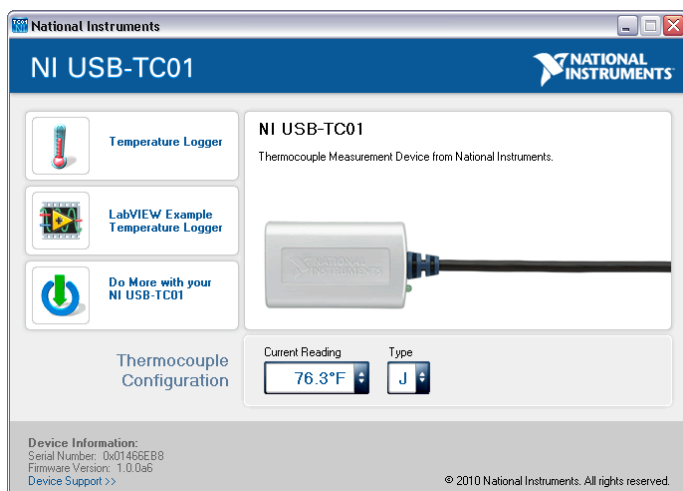 TC01
National Instruments
NI USB-TC01
NATIONAL
INSTRUMENTS
Temperature Logger
LabVIEW Example
Temperature Logger
Do More with your
NI USB-TC01
NI USB-TC01
Thermocouple Measurement Device from National Instruments.
NATIONAL
INSTRUMENTS
Thermocouple
Configuration
Current Reading
Type
76.3°F
J
Device Information:
Serial Number: 0x01466EB8
Firmware Version: 1.0.0a6
Device Support >>
© 2010 National Instruments. All rights reserved.